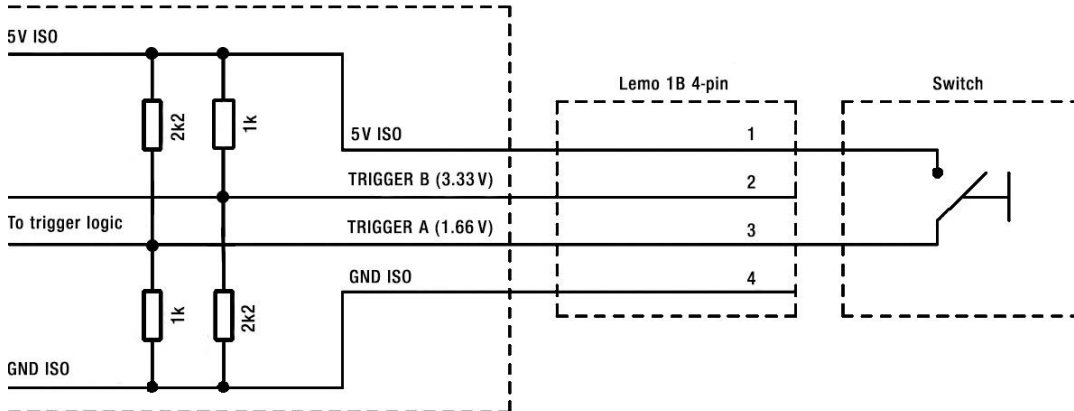 5V ISO
Lemo 1B 4-pin
Switch
2k2
1k
5V ISO
1
TRIGGER B (3.33 V)
2
To trigger logic
TRIGGER A (1.66 V)
3
GND ISO
4
1k
2k2
GND ISO